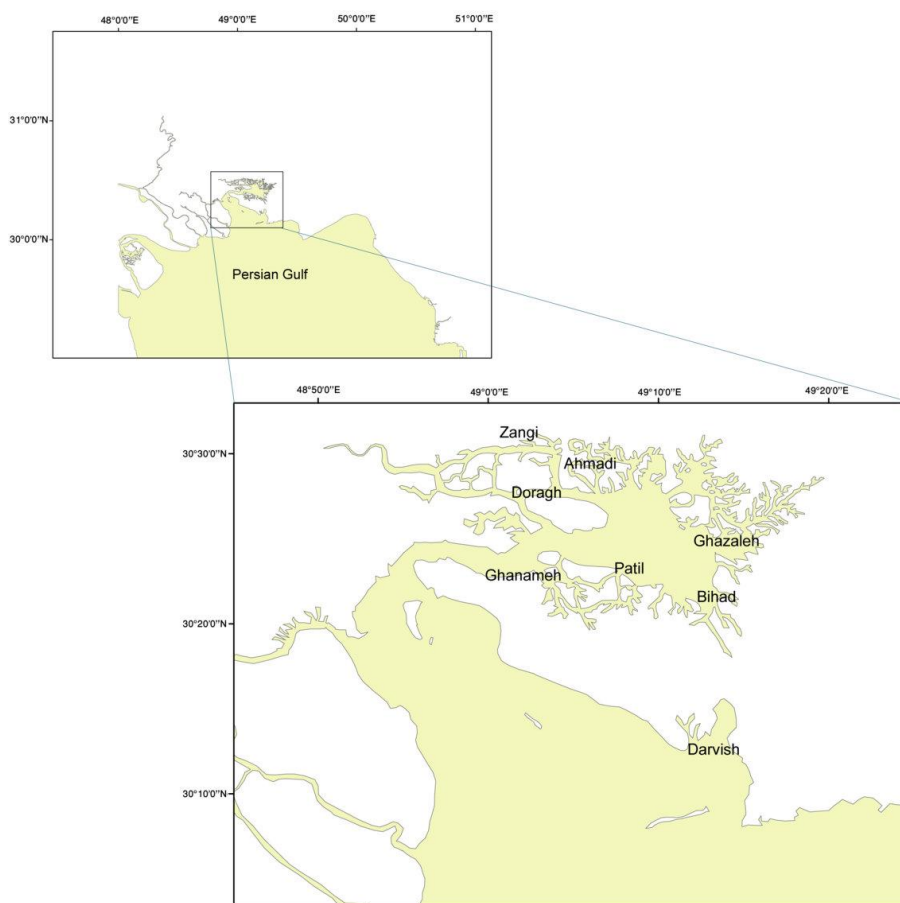 48°0'0"E
49°0'0"E
50°0'0"E
51°0'0"E
31°0'0"N
30°0'0"N
Persian Gulf
48°50'0"E
49°0'0"E
49°10'0"E
49°20'0"E
30°30'0"N
30°20'0"N
30°10'0"N
Zangi
Ahmadi
Doragh
Ghazaleh
Ghanameh
Patil
Bihad
Darvish